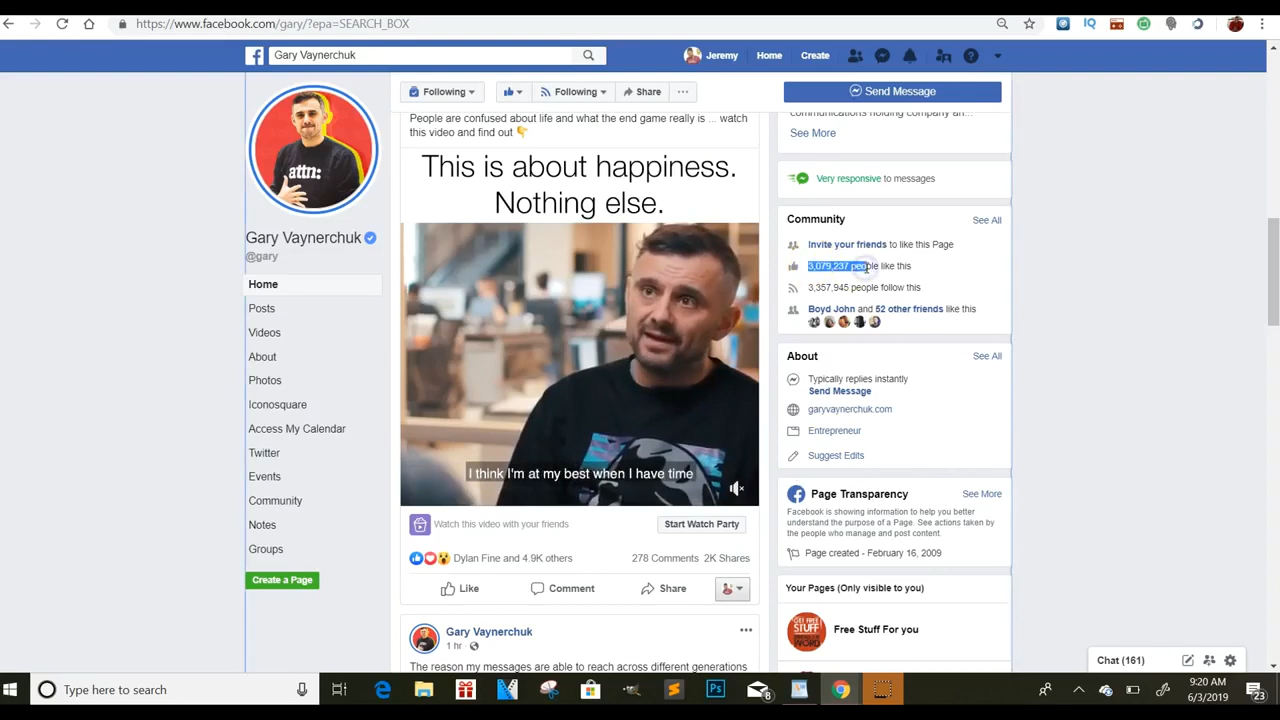 https://www.facebook.com/gary/?epa=SEARCH_BOX
Gary Vaynerchuk
Jeremy
Home
Create
Following
Following
Share
Send Message
attn:
Gary Vaynerchuk
@gary
Home
Posts
Videos
About
Photos
Iconosquare
Access My Calendar
Twitter
Events
Community
Notes
Groups
Create a Page
People are confused about life and what the end game really is ... watch
this video and find out
This is about happiness.
Nothing else.
I think I'm at my best when I have time
Watch this video with your friends
Start Watch Party
Dylan Fine and 4.9K others
278 Comments 2K Shares
Like
Comment
Share
Gary Vaynerchuk
1 hr
The reason my messages are able to reach across different generations
communications holding company an...
See More
Very responsive to messages
Community
See All
Invite your friends to like this Page
3,079,237 people like this
3,357,945 people follow this
Boyd John and 52 other friends like this
About
See All
Typically replies instantly
Send Message
garyvaynerchuk.com
Entrepreneur
Suggest Edits
Page Transparency
See More
Facebook is showing information to help you better
understand the purpose of a Page. See actions taken by
the people who manage and post content.
Page created - February 16, 2009
Your Pages (Only visible to you)
GET FREE
STUFF
Free Stuff For you
Chat (161)
Type here to search
8
9:20 AM
6/3/2019
23